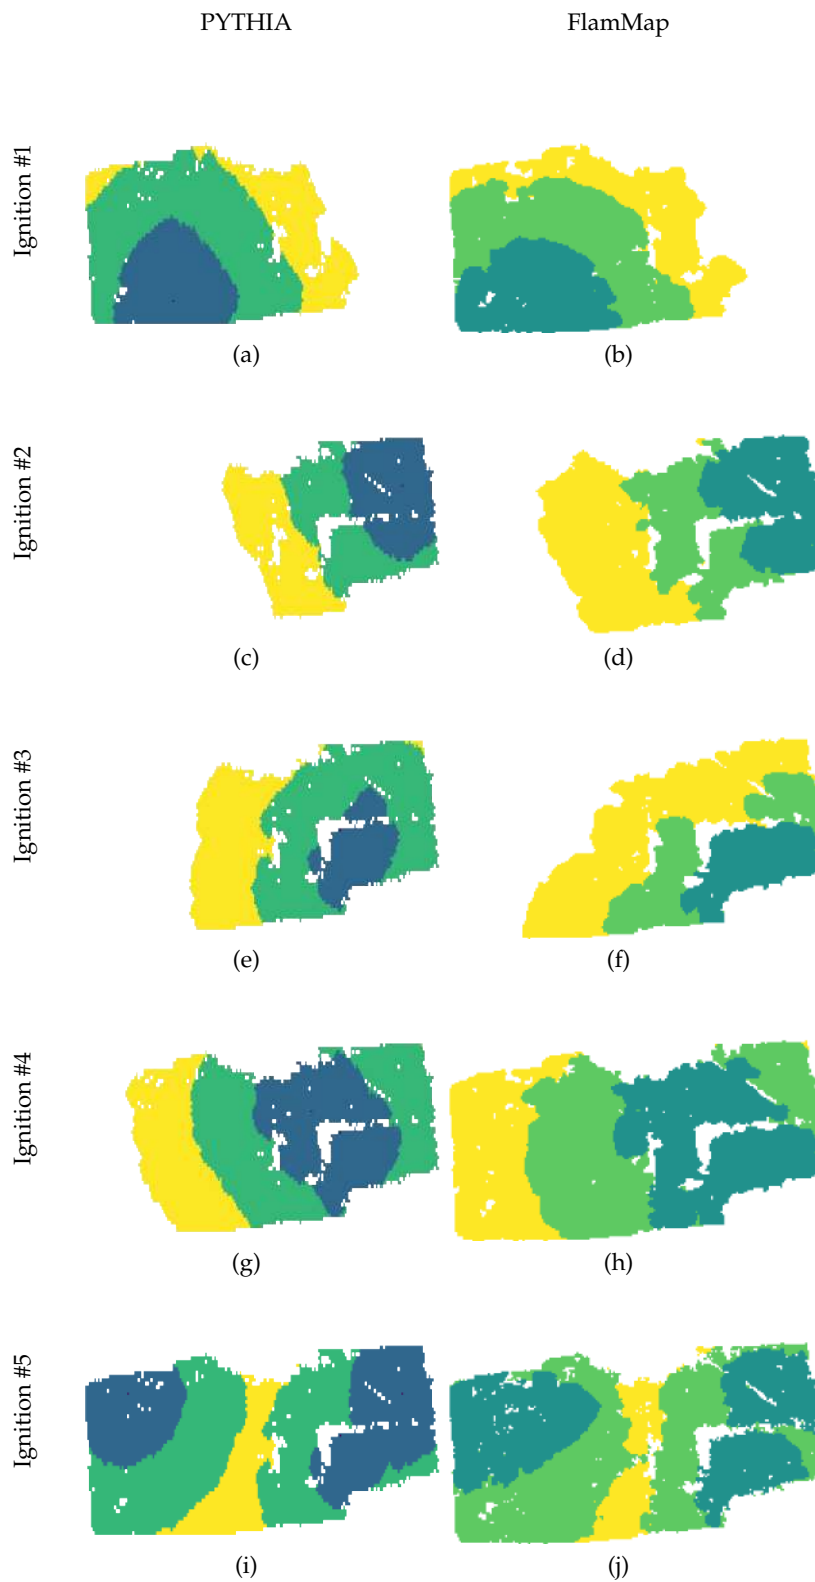 PYTHIA FlamMap
Ignition #1
(a) (b)
Ignition #2
(c) (d)
Ignition #3
(e) (f)
Ignition #4
(g) (h)
Ignition #5
(i) (j)